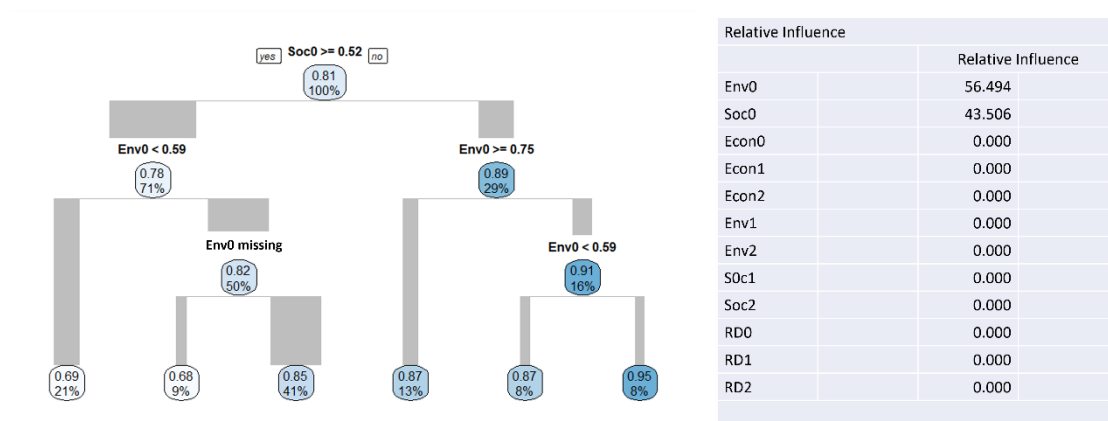 yes Soc0 >= 0.52 no
0.81
100%
Env0 < 0.59
0.78
71%
Env0 >= 0.75
0.89
29%
Env0 missing
0.82
50%
Env0 < 0.59
0.91
16%
0.69
21%
0.68
9%
0.85
41%
0.87
13%
0.87
8%
0.95
8%
Relative Influence
Relative Influence
Env0 56.494
Soc0 43.506
Econ0 0.000
Econ1 0.000
Econ2 0.000
Env1 0.000
Env2 0.000
S0c1 0.000
Soc2 0.000
RD0 0.000
RD1 0.000
RD2 0.000